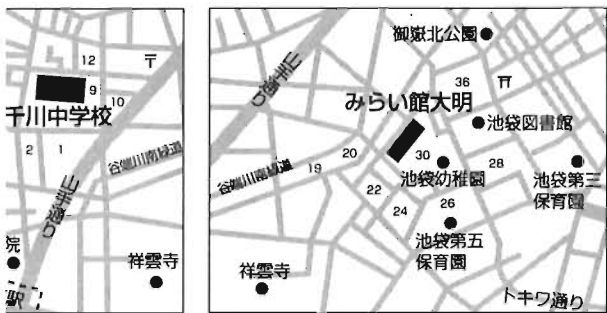 12
〒
9
10
千川中学校
2
1
山手通り
谷端川南緑道
院
祥雲寺
駅
御嶽北公園
山手通り
36
みらい館大明
池袋図書館
20
30
19
谷端川南緑道
28
池袋幼稚園
池袋第三
保育園
22
24
26
池袋第五
保育園
祥雲寺
トキワ通り